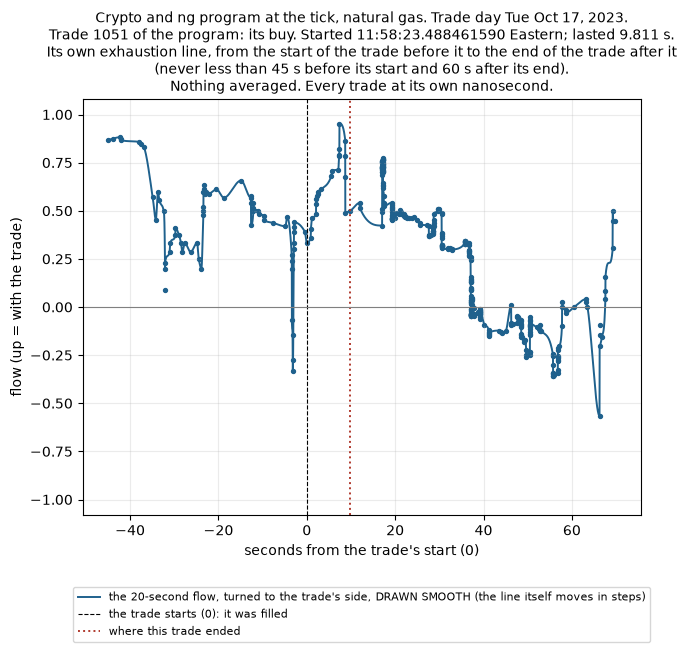 Crypto and ng program at the tick, natural gas. Trade day Tue Oct 17, 2023.
Trade 1051 of the program: its buy. Started 11:58:23.488461590 Eastern; lasted 9.811 s.
Its own exhaustion line, from the start of the trade before it to the end of the trade after it
(never less than 45 s before its start and 60 s after its end).
Nothing averaged. Every trade at its own nanosecond.
1.00
0.75
0.50
0.25
0.00
−0.25
−0.50
−0.75
−1.00
flow (up = with the trade)
−40
−20
0
20
40
60
seconds from the trade's start (0)
the 20-second flow, turned to the trade's side, DRAWN SMOOTH (the line itself moves in steps)
the trade starts (0): it was filled
where this trade ended